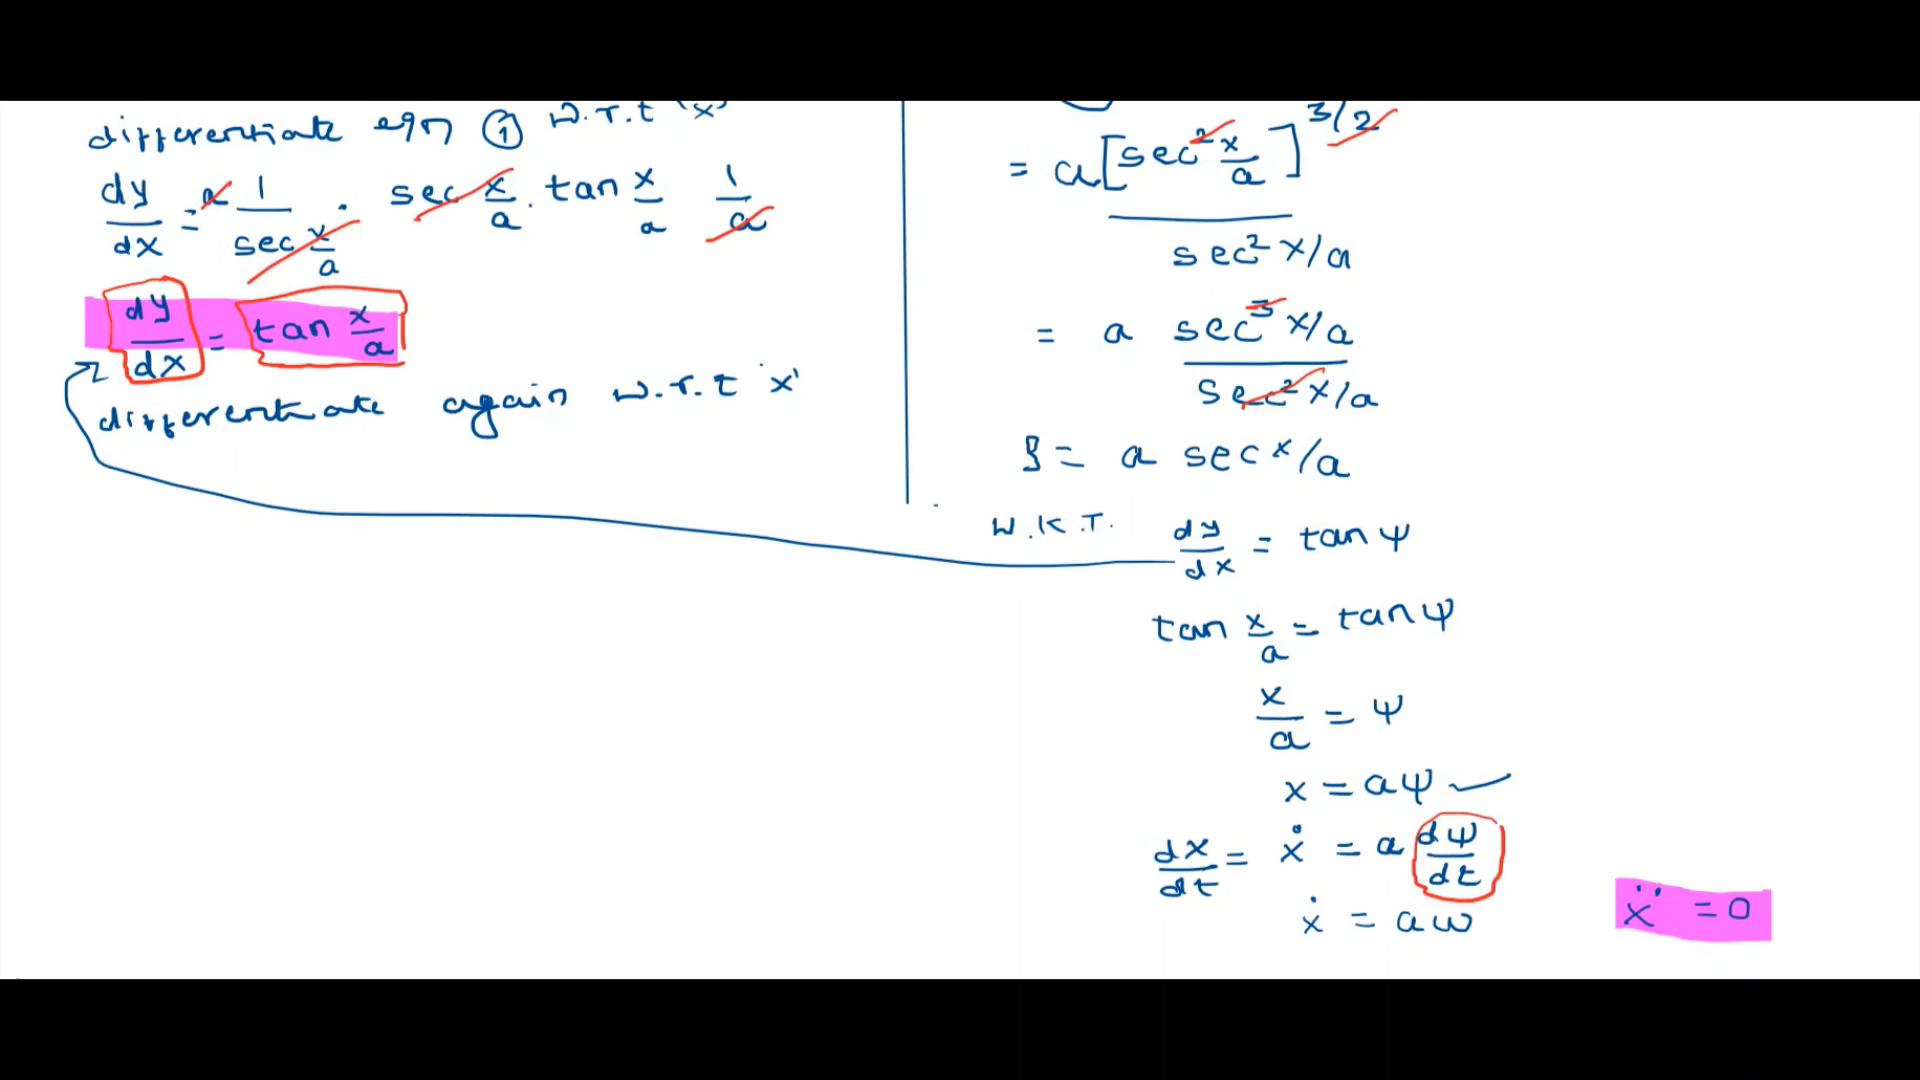 differentiate eqn ① w.r.t 'x'
dy/dx = a 1/(sec x/a) . sec x/a . tan x/a 1/a
dy/dx = tan x/a
differentiate again w.r.t 'x'
= a [sec² x/a]^3/2
sec² x/a
= a sec³ x/a
sec² x/a
ρ = a sec x/a
W.K.T. dy/dx = tan ψ
tan x/a = tan ψ
x/a = ψ
x = aψ
dx/dt = ẋ = a dψ/dt
ẋ = aω
ẍ = 0